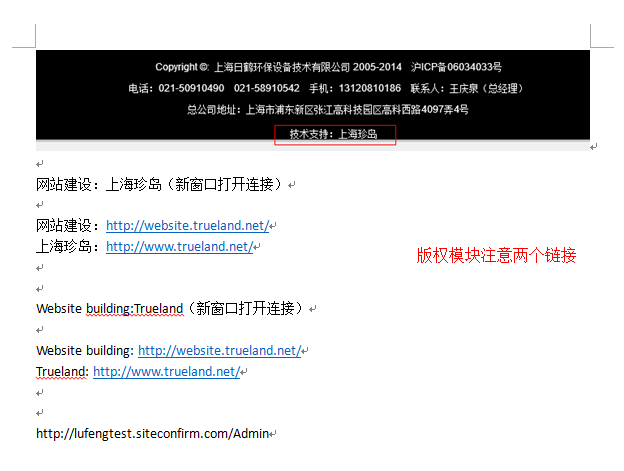 Copyright ©: 上海日鹤环保设备技术有限公司 2005-2014 沪ICP备06034033号
电话：021-50910490 021-58910542 手机：13120810186 联系人：王庆泉（总经理）
总公司地址：上海市浦东新区张江高科技园区高科西路4097弄4号
技术支持：上海珍岛
网站建设：上海珍岛（新窗口打开连接）
网站建设：http://website.trueland.net/
上海珍岛：http://www.trueland.net/
版权模块注意两个链接
Website building:Trueland（新窗口打开连接）
Website building: http://website.trueland.net/
Trueland: http://www.trueland.net/
http://lufengtest.siteconfirm.com/Admin